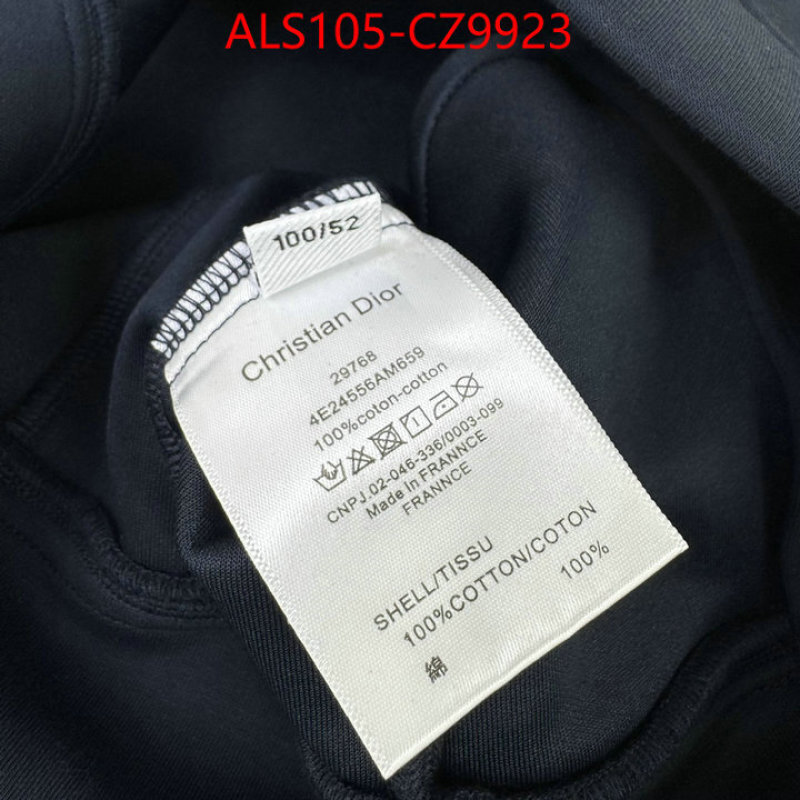 ALS105-CZ9923
100/52
Christian Dior
29768
4E24556AM659
100%coton-cotton
CNPJ.02-046-336/0003-099
Made In FRANNCE
FRANNCE
SHELL/TISSU
100%COTTON/COTON
100%
綿